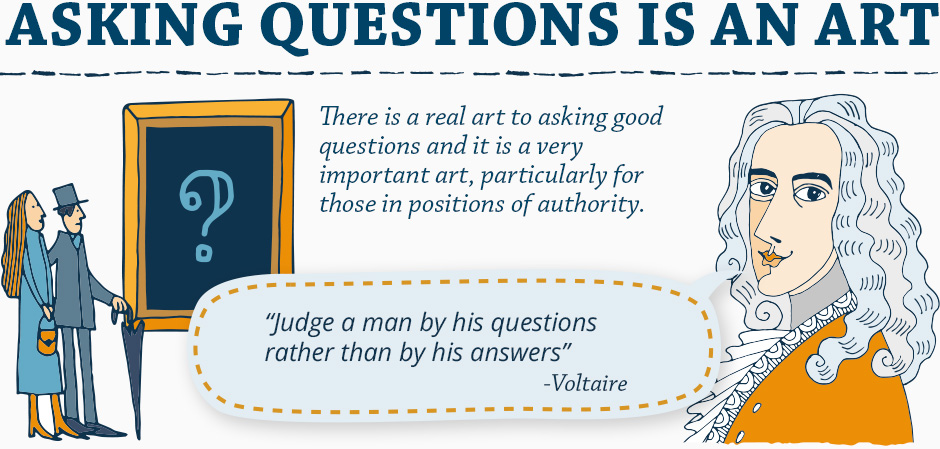 ASKING QUESTIONS IS AN ART
There is a real art to asking good
questions and it is a very
important art, particularly for
those in positions of authority.
?
“Judge a man by his questions
rather than by his answers”
-Voltaire